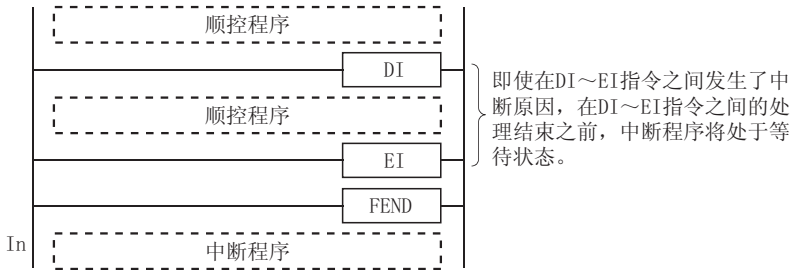 顺控程序
DI
顺控程序
EI
FEND
In
中断程序
即使在DI～EI指令之间发生了中
断原因，在DI～EI指令之间的处
理结束之前，中断程序将处于等
待状态。